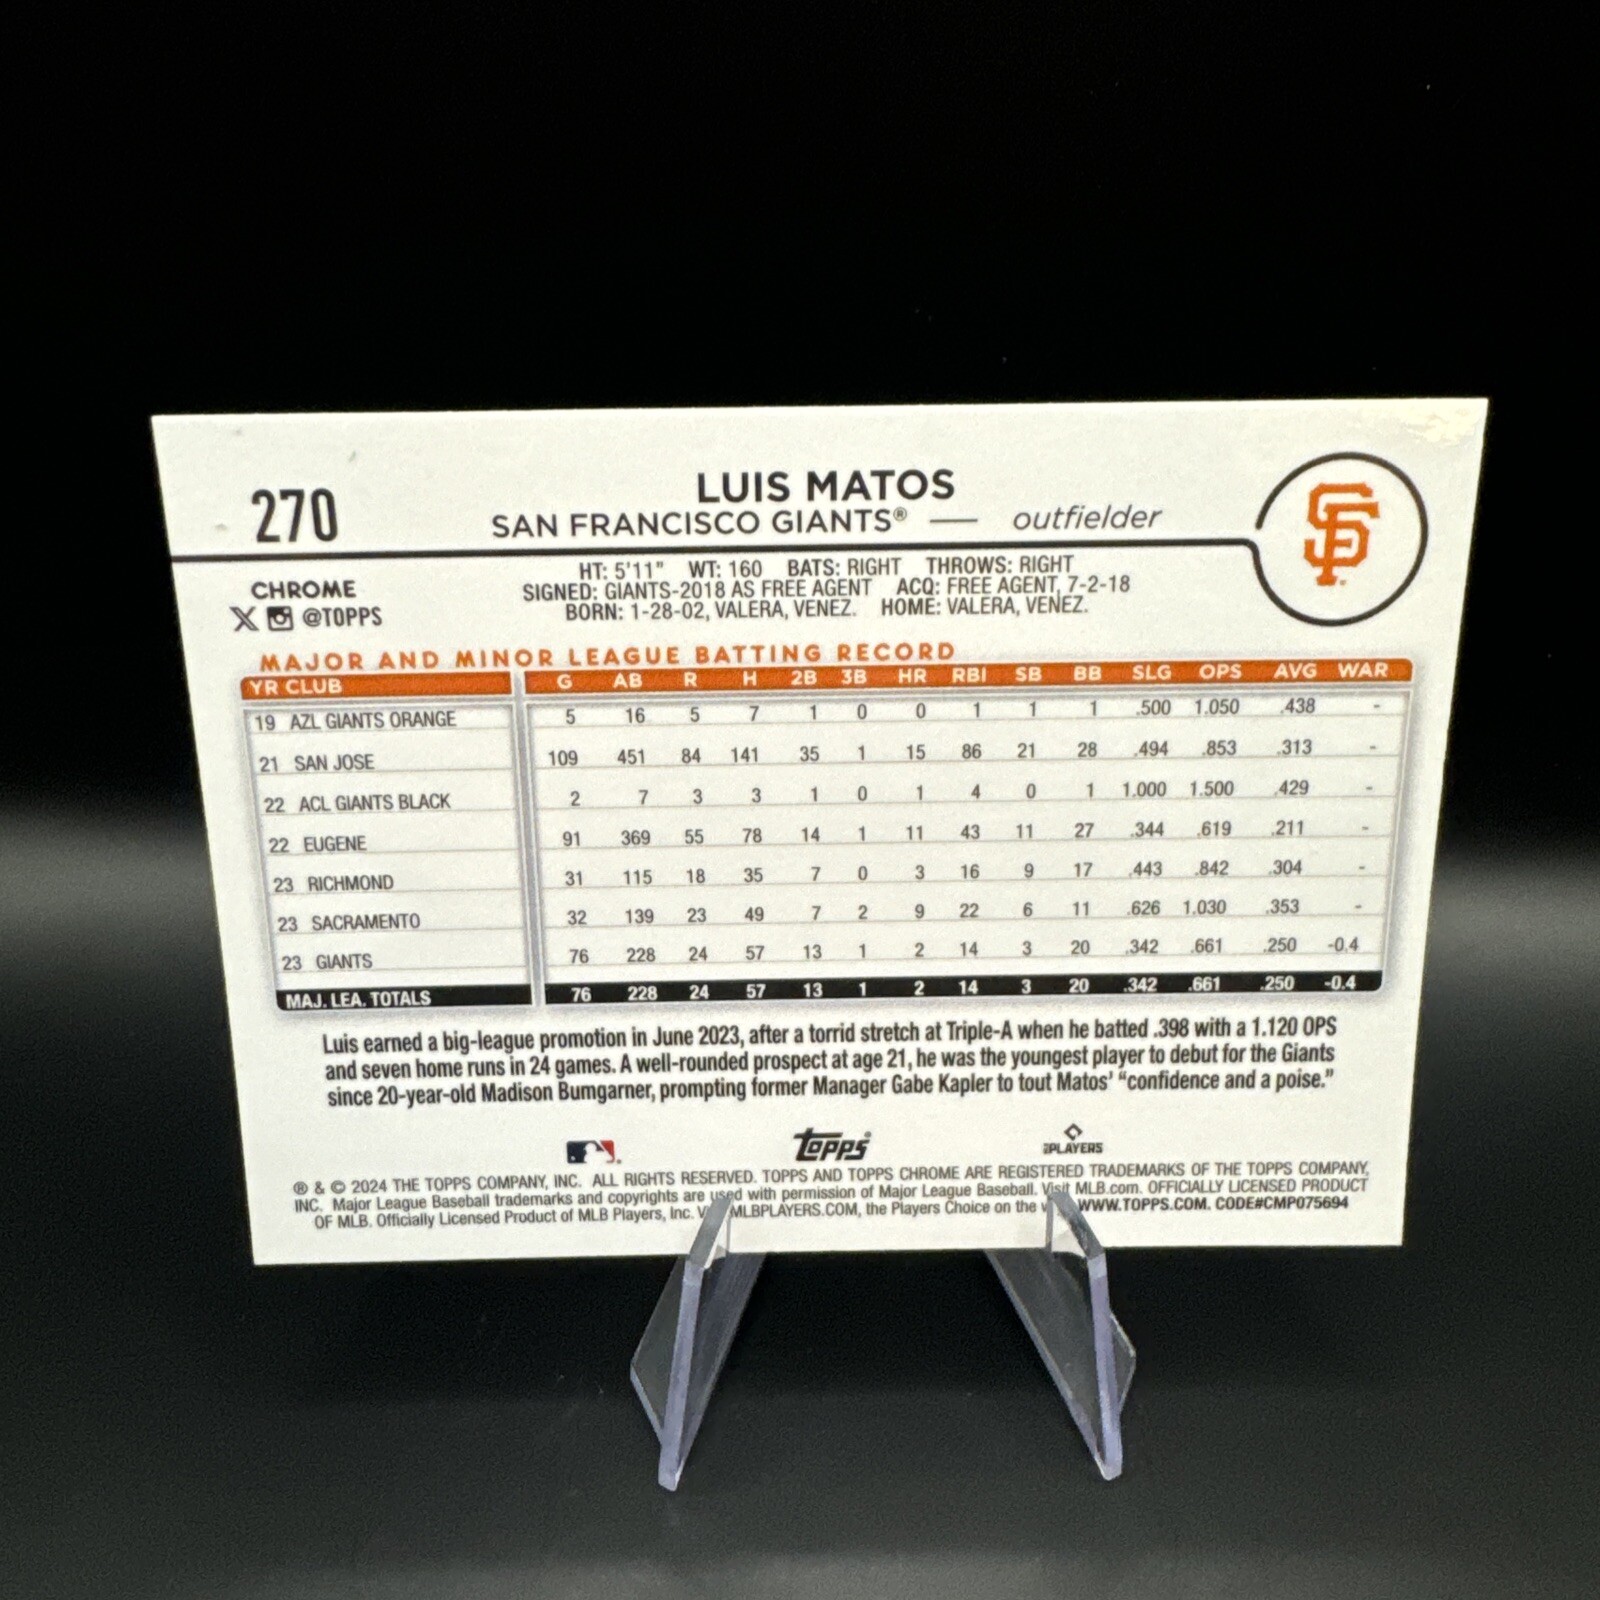 270
LUIS MATOS
SAN FRANCISCO GIANTS® — outfielder
SF
CHROME
X @TOPPS
HT: 5'11" WT: 160 BATS: RIGHT THROWS: RIGHT
SIGNED: GIANTS-2018 AS FREE AGENT ACQ: FREE AGENT, 7-2-18
BORN: 1-28-02, VALERA, VENEZ. HOME: VALERA, VENEZ.
MAJOR AND MINOR LEAGUE BATTING RECORD
YR CLUB G AB R H 2B 3B HR RBI SB BB SLG OPS AVG WAR
19 AZL GIANTS ORANGE 5 16 5 7 1 0 0 1 1 1 .500 1.050 .438 -
21 SAN JOSE 109 451 84 141 35 1 15 86 21 28 .494 .853 .313 -
22 ACL GIANTS BLACK 2 7 3 3 1 0 1 4 0 1 1.000 1.500 .429 -
22 EUGENE 91 369 55 78 14 1 11 43 11 27 .344 .619 .211 -
23 RICHMOND 31 115 18 35 7 0 3 16 9 17 .443 .842 .304 -
23 SACRAMENTO 32 139 23 49 7 2 9 22 6 11 .626 1.030 .353 -
23 GIANTS 76 228 24 57 13 1 2 14 3 20 .342 .661 .250 -0.4
MAJ. LEA. TOTALS 76 228 24 57 13 1 2 14 3 20 .342 .661 .250 -0.4
Luis earned a big-league promotion in June 2023, after a torrid stretch at Triple-A when he batted .398 with a 1.120 OPS
and seven home runs in 24 games. A well-rounded prospect at age 21, he was the youngest player to debut for the Giants
since 20-year-old Madison Bumgarner, prompting former Manager Gabe Kapler to tout Matos' "confidence and a poise."
topps® PLAYERS
® & © 2024 THE TOPPS COMPANY, INC. ALL RIGHTS RESERVED. TOPPS AND TOPPS CHROME ARE REGISTERED TRADEMARKS OF THE TOPPS COMPANY,
INC. Major League Baseball trademarks and copyrights are used with permission of Major League Baseball. Visit MLB.com. OFFICIALLY LICENSED PRODUCT
OF MLB. Officially Licensed Product of MLB Players, Inc. MLBPLAYERS.COM, the Players Choice on the WWW.TOPPS.COM. CODE#CMP075694